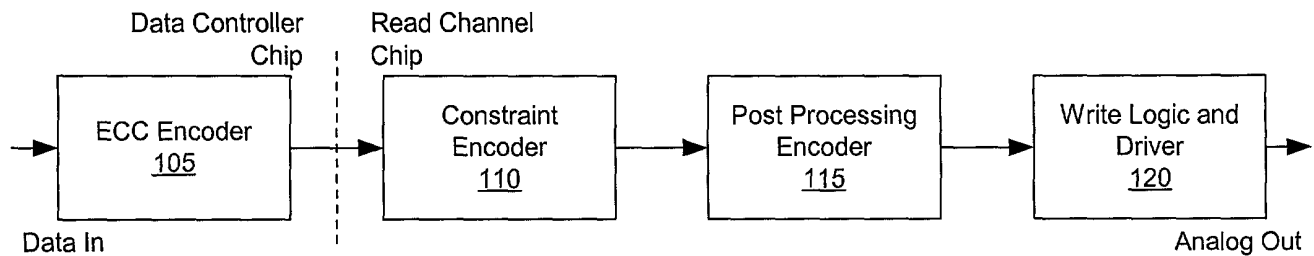 Data Controller
Chip
Read Channel
Chip
ECC Encoder
105
Constraint
Encoder
110
Post Processing
Encoder
115
Write Logic and
Driver
120
Data In
Analog Out